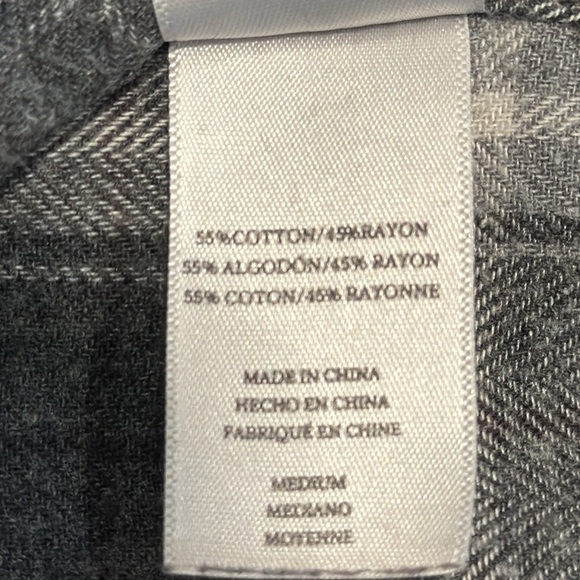 55%COTTON/45%RAYON
55% ALGODÓN/45% RAYON
55% COTON/45% RAYONNE
MADE IN CHINA
HECHO EN CHINA
FABRIQUÉ EN CHINE
MEDIUM
MEDIANO
MOYENNE